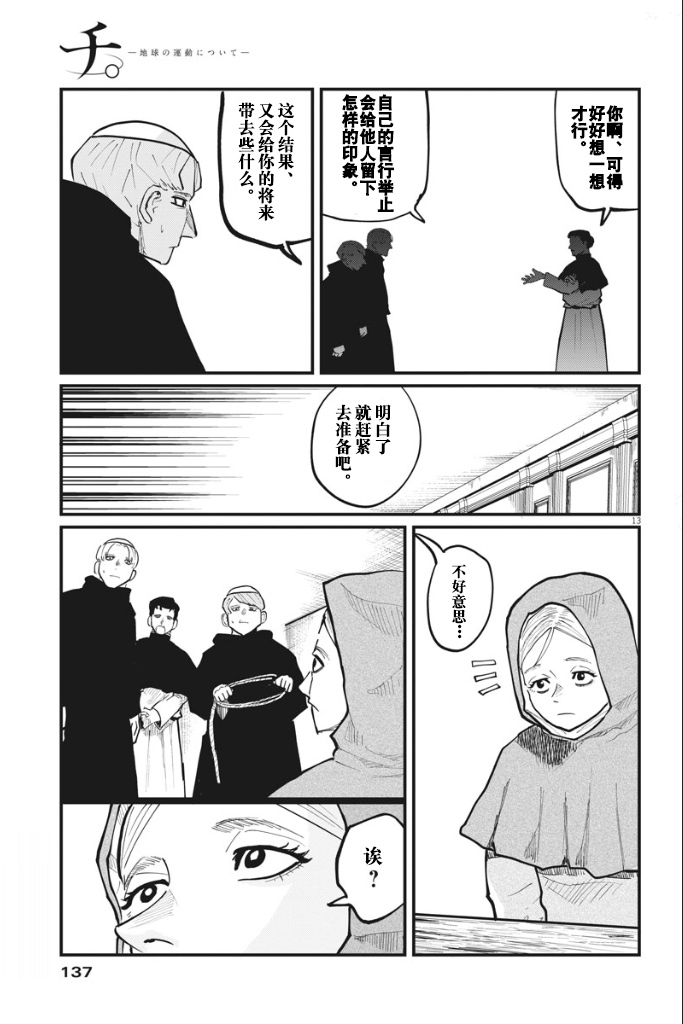 チ。
―地球の運動について―
你啊、可得
好好想一想
才行。
自己的言行举止
会给他人留下
怎样的印象。
这个结果、
又会给你的将来
带去些什么。
明白了
就赶紧
去准备吧。
13
不好意思…
诶?
137